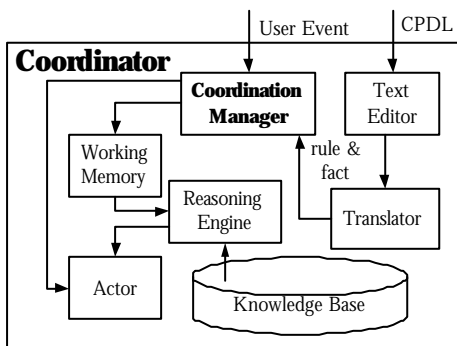 User Event
CPDL
Coordinator
Coordination
Manager
Text
Editor
Working
Memory
rule &
fact
Reasoning
Engine
Translator
Actor
Knowledge Base